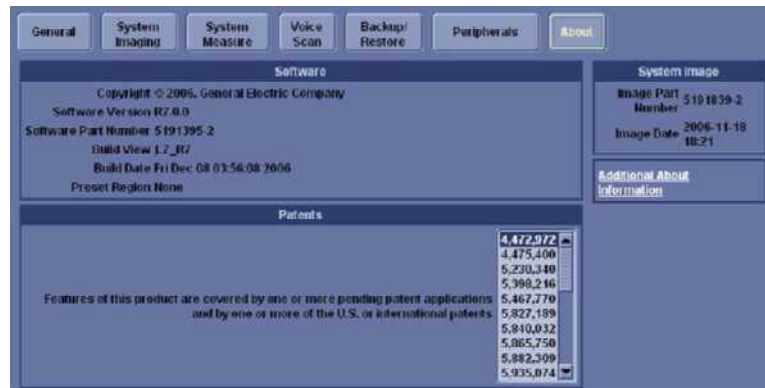 General
System Imaging
System Measure
Voice Scan
Backup/ Restore
Peripherals
About
Software
Copyright © 2006, General Electric Company
Software Version R7.0.0
Software Part Number 5191395-2
Build View L7_R7
Build Date Fri Dec 08 03:56:08 2006
Preset Region None
System Image
Image Part Number 5191839-2
Image Date 2006-11-18 18:21
Additional About
Information
Patents
Features of this product are covered by one or more pending patent applications
and by one or more of the U.S. or international patents
4,472,972
4,475,400
5,230,340
5,398,216
5,467,770
5,827,189
5,840,032
5,865,750
5,882,309
5,935,074